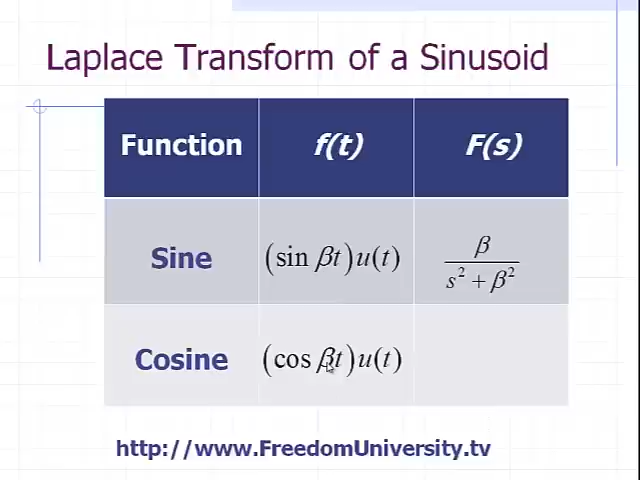 Laplace Transform of a Sinusoid
Function f(t) F(s)
Sine (sin βt)u(t) β/(s²+β²)
Cosine (cos βt)u(t)
http://www.FreedomUniversity.tv